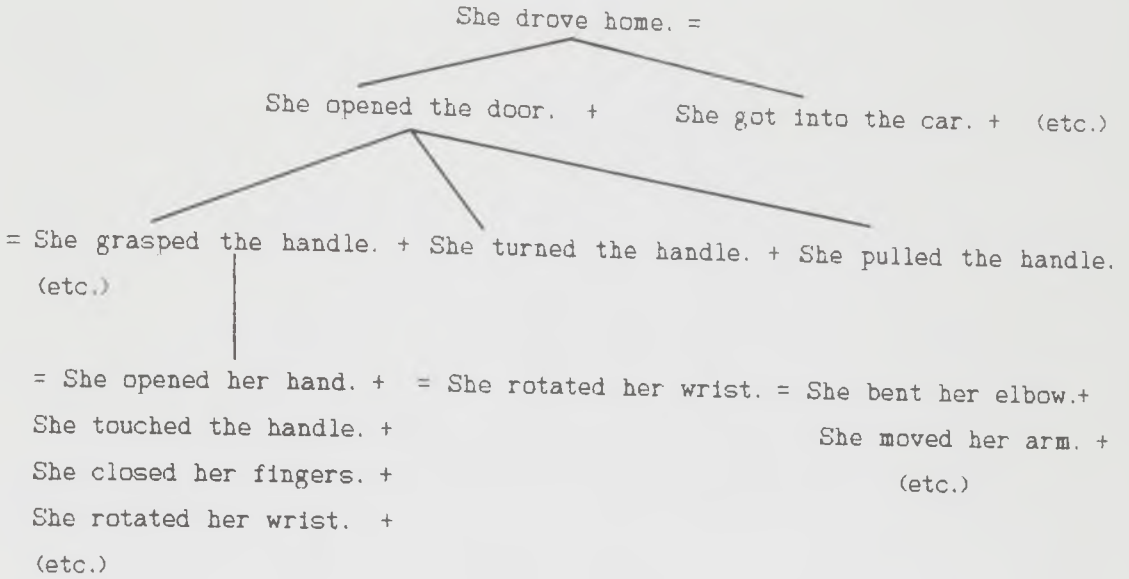 She drove home. =
She opened the door. + She got into the car. + (etc.)
= She grasped the handle. + She turned the handle. + She pulled the handle.
(etc.)
= She opened her hand. + = She rotated her wrist. = She bent her elbow.+
She touched the handle. + She moved her arm. +
She closed her fingers. + (etc.)
She rotated her wrist. +
(etc.)